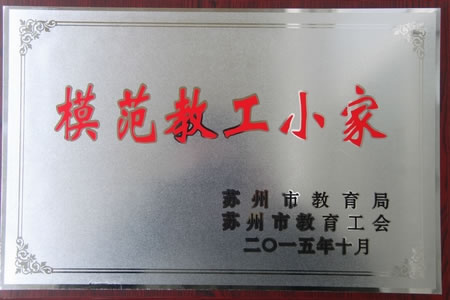 模范教工小家
苏州市教育局
苏州市教育工会
二〇一五年十月